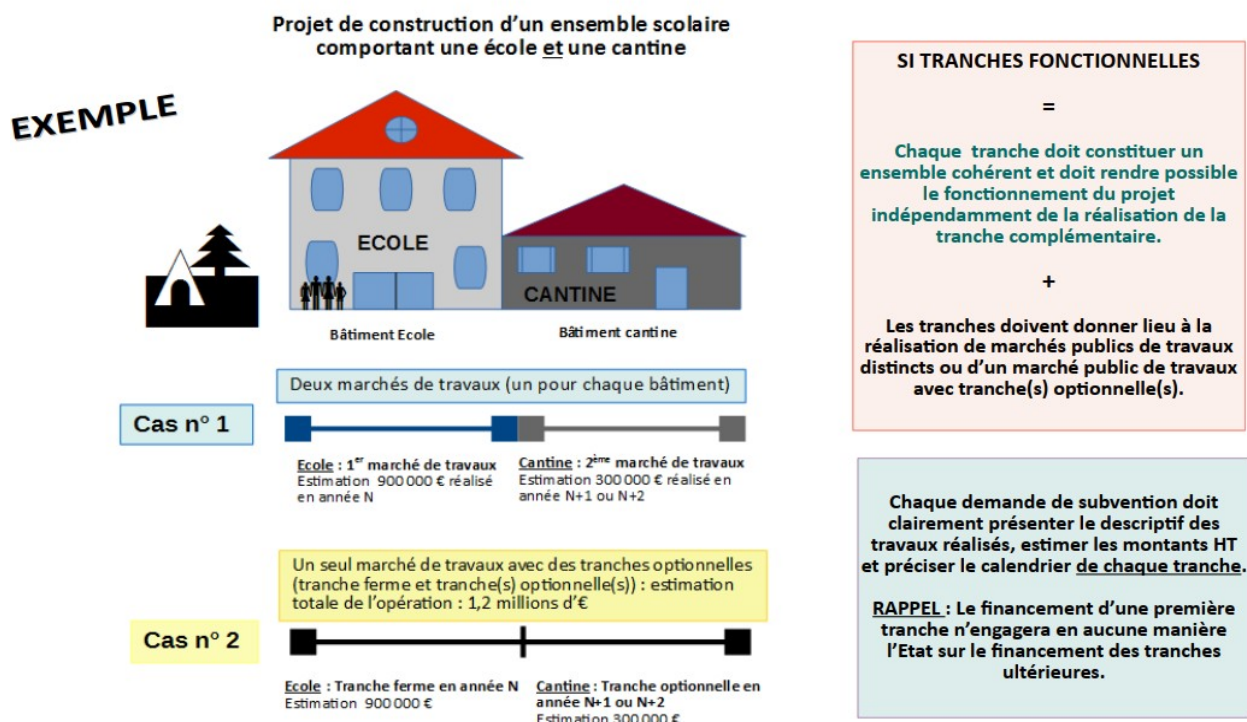 Projet de construction d’un ensemble scolaire
comportant une école et une cantine
EXEMPLE
ECOLE
CANTINE
Bâtiment Ecole
Bâtiment cantine
Deux marchés de travaux (un pour chaque bâtiment)
Cas n° 1
Ecole : 1er marché de travaux
Estimation 900 000 € réalisé
en année N
Cantine : 2ème marché de travaux
Estimation 300 000 € réalisé en
année N+1 ou N+2
Un seul marché de travaux avec des tranches optionnelles
(tranche ferme et tranche(s) optionnelle(s)) : estimation
totale de l’opération : 1,2 millions d’€
Cas n° 2
Ecole : Tranche ferme en année N
Estimation 900 000 €
Cantine : Tranche optionnelle en
année N+1 ou N+2
Estimation 300 000 €
SI TRANCHES FONCTIONNELLES
=
Chaque tranche doit constituer un
ensemble cohérent et doit rendre possible
le fonctionnement du projet
indépendamment de la réalisation de la
tranche complémentaire.
+
Les tranches doivent donner lieu à la
réalisation de marchés publics de travaux
distincts ou d’un marché public de travaux
avec tranche(s) optionnelle(s).
Chaque demande de subvention doit
clairement présenter le descriptif des
travaux réalisés, estimer les montants HT
et préciser le calendrier de chaque tranche.
RAPPEL : Le financement d’une première
tranche n’engagera en aucune manière
l’Etat sur le financement des tranches
ultérieures.